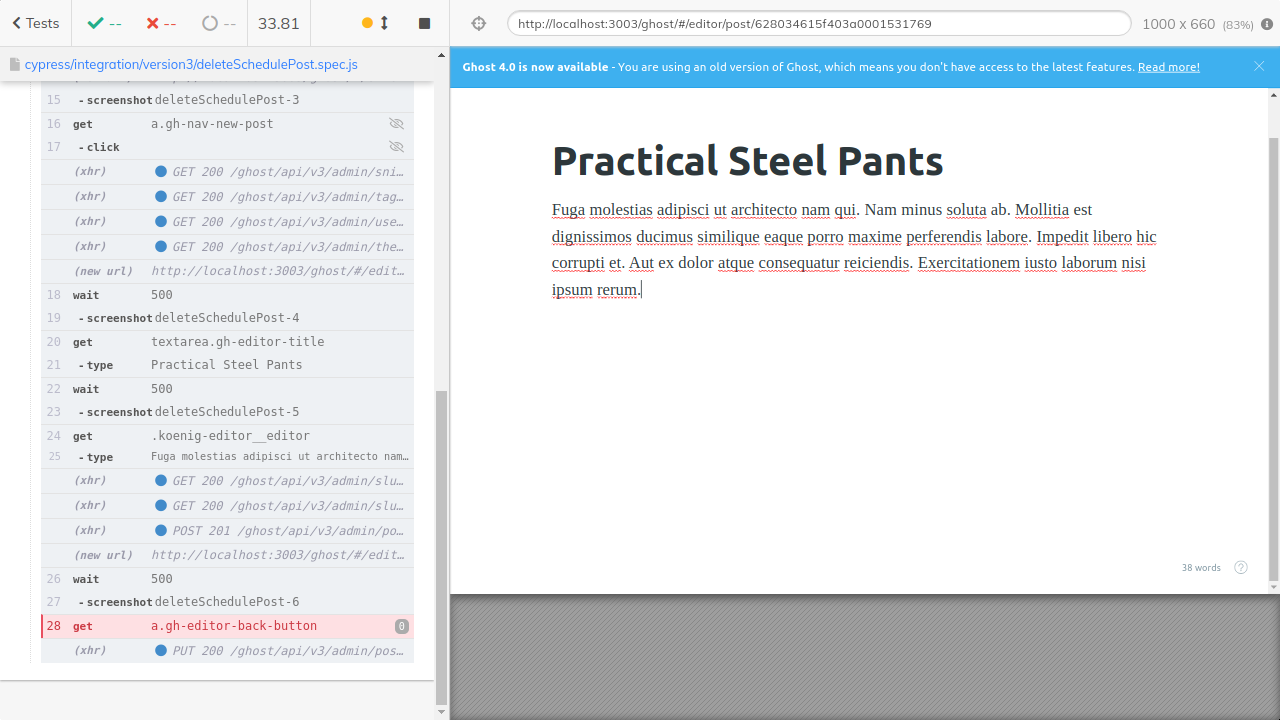 Tests -- -- -- 33.81
http://localhost:3003/ghost/#/editor/post/628034615f403a0001531769
1000 x 660 (83%)
cypress/integration/version3/deleteSchedulePost.spec.js
15 - screenshot deleteSchedulePost-3
16 get a.gh-nav-new-post
17 - click
(xhr) GET 200 /ghost/api/v3/admin/sni…
(xhr) GET 200 /ghost/api/v3/admin/tag…
(xhr) GET 200 /ghost/api/v3/admin/use…
(xhr) GET 200 /ghost/api/v3/admin/the…
(new url) http://localhost:3003/ghost/#/edit…
18 wait 500
19 - screenshot deleteSchedulePost-4
20 get textarea.gh-editor-title
21 - type Practical Steel Pants
22 wait 500
23 - screenshot deleteSchedulePost-5
24 get .koenig-editor__editor
25 - type Fuga molestias adipisci ut architecto nam…
(xhr) GET 200 /ghost/api/v3/admin/slu…
(xhr) GET 200 /ghost/api/v3/admin/slu…
(xhr) POST 201 /ghost/api/v3/admin/po…
(new url) http://localhost:3003/ghost/#/edit…
26 wait 500
27 - screenshot deleteSchedulePost-6
28 get a.gh-editor-back-button 0
(xhr) PUT 200 /ghost/api/v3/admin/pos…
Ghost 4.0 is now available - You are using an old version of Ghost, which means you don't have access to the latest features. Read more!
Practical Steel Pants
Fuga molestias adipisci ut architecto nam qui. Nam minus soluta ab. Mollitia est
dignissimos ducimus similique eaque porro maxime perferendis labore. Impedit libero hic
corrupti et. Aut ex dolor atque consequatur reiciendis. Exercitationem iusto laborum nisi
ipsum rerum.
38 words ?